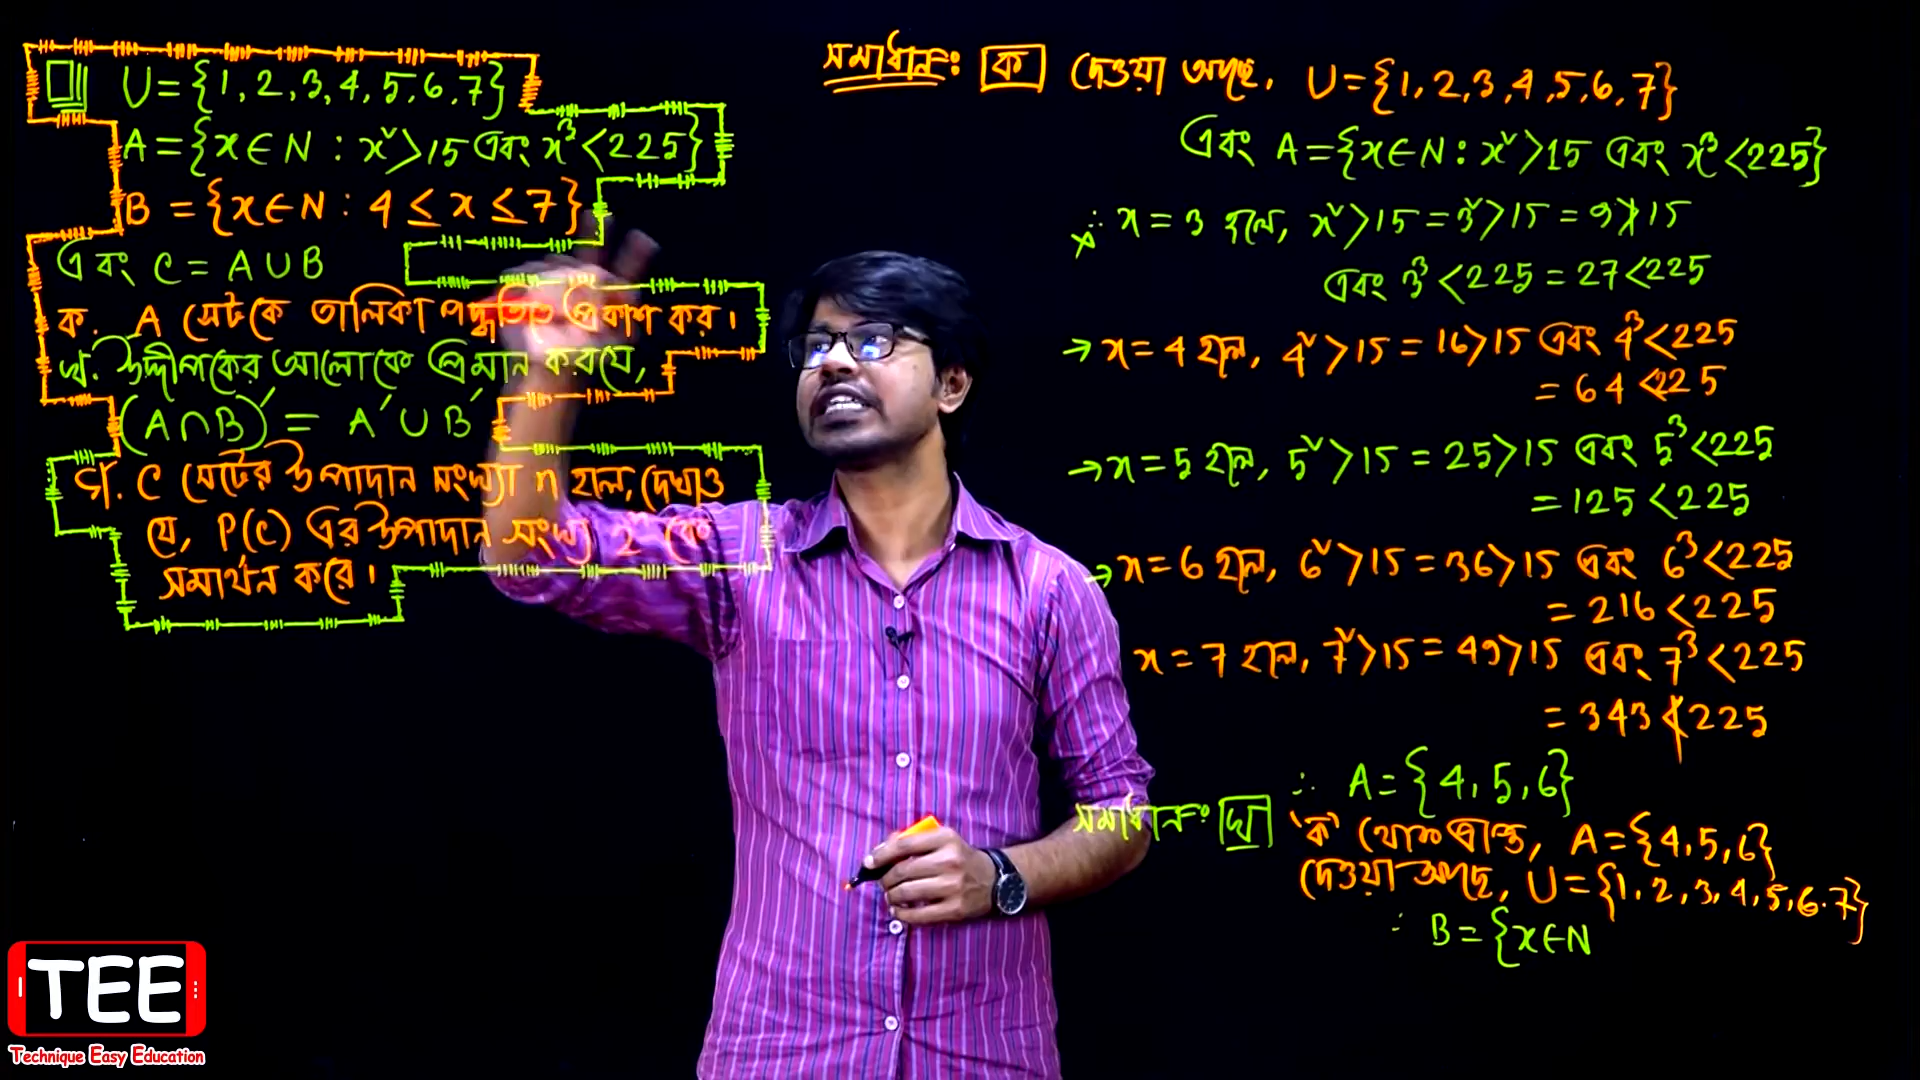 U = {1, 2, 3, 4, 5, 6, 7}
A = {x ∈ N : x² > 15 এবং x³ < 225}
B = {x ∈ N : 4 ≤ x ≤ 7}
এবং C = A ∪ B
ক. A সেটকে তালিকা পদ্ধতিতে প্রকাশ কর।
খ. উদ্দীপকের আলোকে প্রমান কর যে,
(A ∩ B)′ = A′ ∪ B′
গ. C সেটের উপাদান সংখ্যা n হলে, দেখাও
যে, P(C) এর উপাদান সংখ্যা 2ⁿ কে
সমর্থন করে।
সমাধান: ক দেওয়া আছে, U = {1, 2, 3, 4, 5, 6, 7}
এবং A = {x ∈ N : x² > 15 এবং x³ < 225}
∴ x = 3 হলে, x² > 15 = 3² > 15 = 9 ≯ 15
এবং 3³ < 225 = 27 < 225
→ x = 4 হলে, 4² > 15 = 16 > 15 এবং 4³ < 225
= 64 < 225
→ x = 5 হলে, 5² > 15 = 25 > 15 এবং 5³ < 225
= 125 < 225
→ x = 6 হলে, 6² > 15 = 36 > 15 এবং 6³ < 225
= 216 < 225
x = 7 হলে, 7² > 15 = 49 > 15 এবং 7³ < 225
= 343 ≮ 225
∴ A = {4, 5, 6}
সমাধান: খ 'ক' থেকে প্রাপ্ত, A = {4, 5, 6}
দেওয়া আছে, U = {1, 2, 3, 4, 5, 6, 7}
∴ B = {x ∈ N
TEE
Technique Easy Education